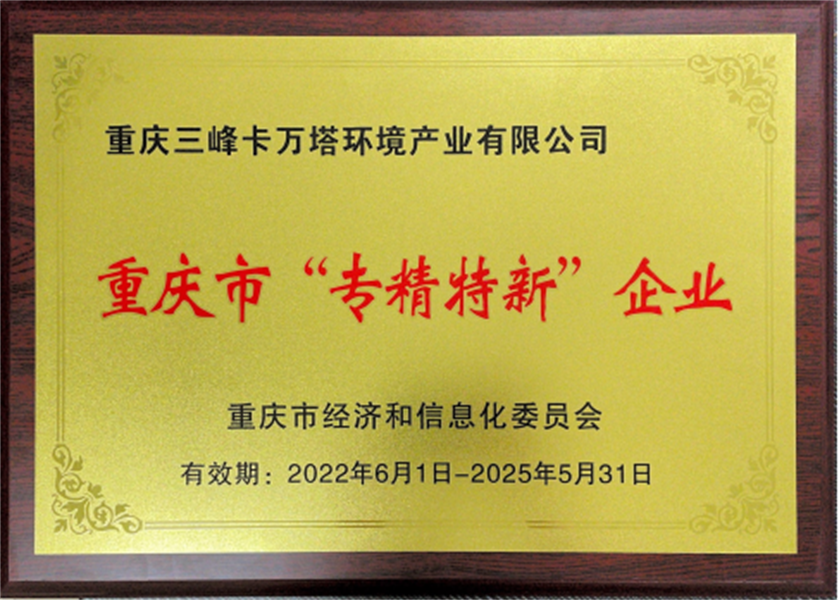 重庆三峰卡万塔环境产业有限公司
重庆市“专精特新”企业
重庆市经济和信息化委员会
有效期：2022年6月1日-2025年5月31日